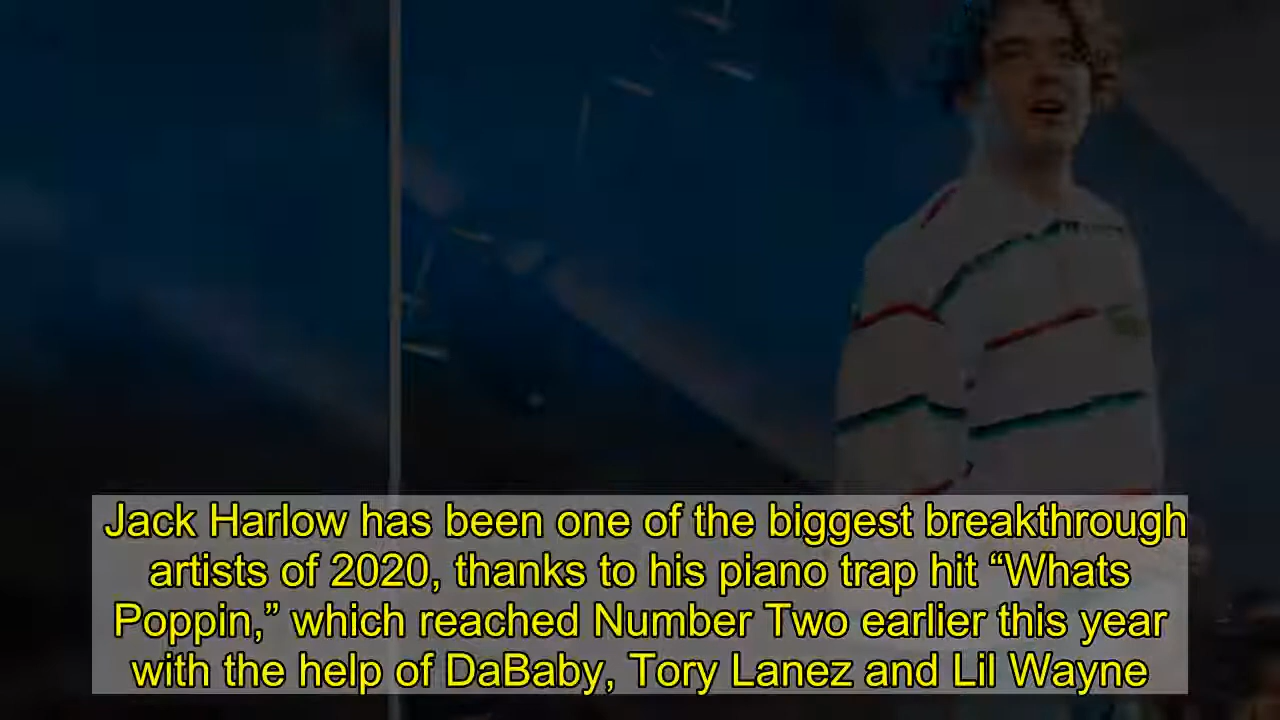 Jack Harlow has been one of the biggest breakthrough
artists of 2020, thanks to his piano trap hit “Whats
Poppin,” which reached Number Two earlier this year
with the help of DaBaby, Tory Lanez and Lil Wayne